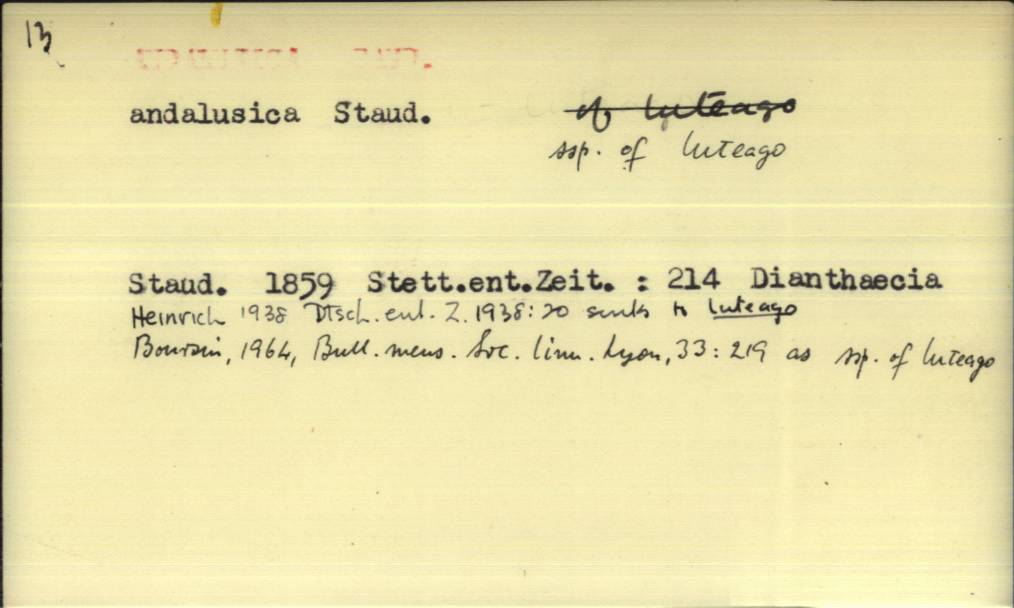 13
andalusica Staud. of luteago
ssp. of luteago
Staud. 1859 Stett.ent.Zeit. : 214 Dianthaecia
Heinrich 1938 Dtsch. ent. Z. 1938: 20 sinks to luteago
Boursin, 1964, Bull. mens. Soc. linn. Lyon, 33: 219 as ssp. of luteago